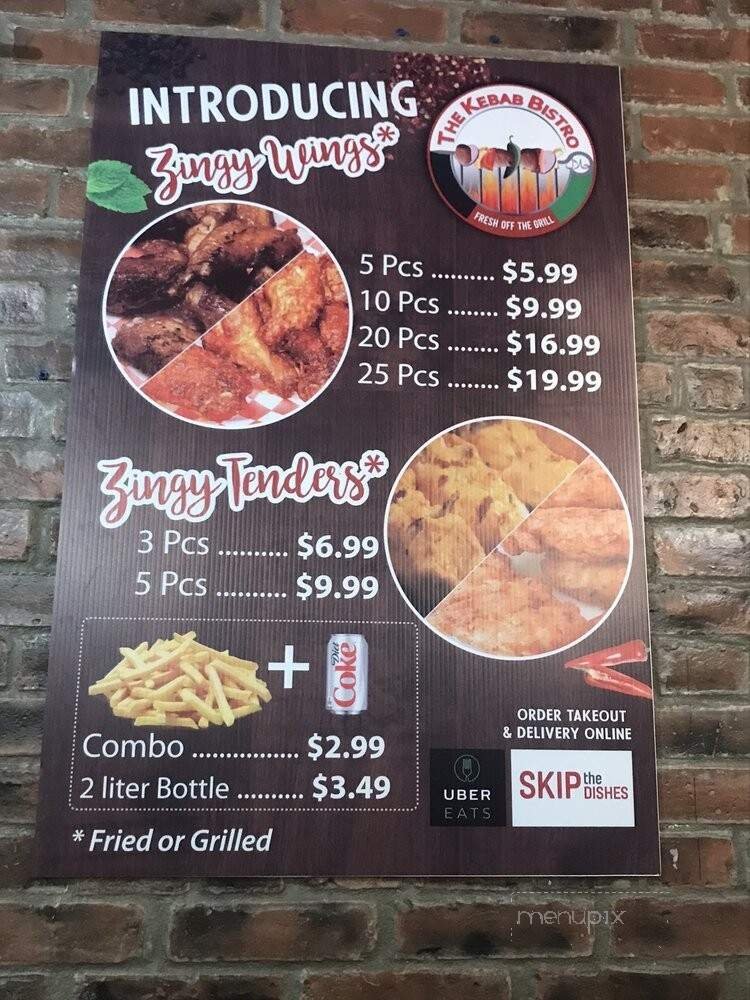 INTRODUCING
Zingy Wings*
THE KEBAB BISTRO
FRESH OFF THE GRILL
5 Pcs .......... $5.99
10 Pcs ........ $9.99
20 Pcs ........ $16.99
25 Pcs ........ $19.99
Zingy Tenders*
3 Pcs .......... $6.99
5 Pcs .......... $9.99
+
Diet Coke
Combo ................. $2.99
2 liter Bottle .......... $3.49
* Fried or Grilled
ORDER TAKEOUT
& DELIVERY ONLINE
UBER
EATS
SKIP the DISHES
menupix